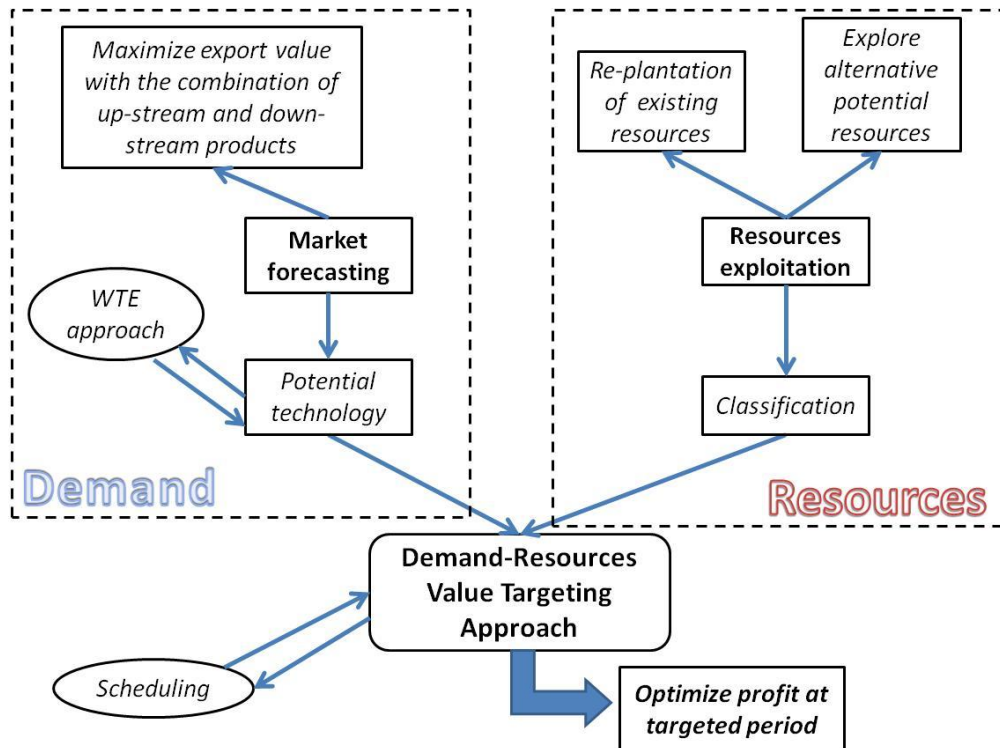 Maximize export value
with the combination of
up-stream and down-
stream products
Market
forecasting
WTE
approach
Potential
technology
Demand
Re-plantation
of existing
resources
Explore
alternative
potential
resources
Resources
exploitation
Classification
Resources
Demand-Resources
Value Targeting
Approach
Scheduling
Optimize profit at
targeted period